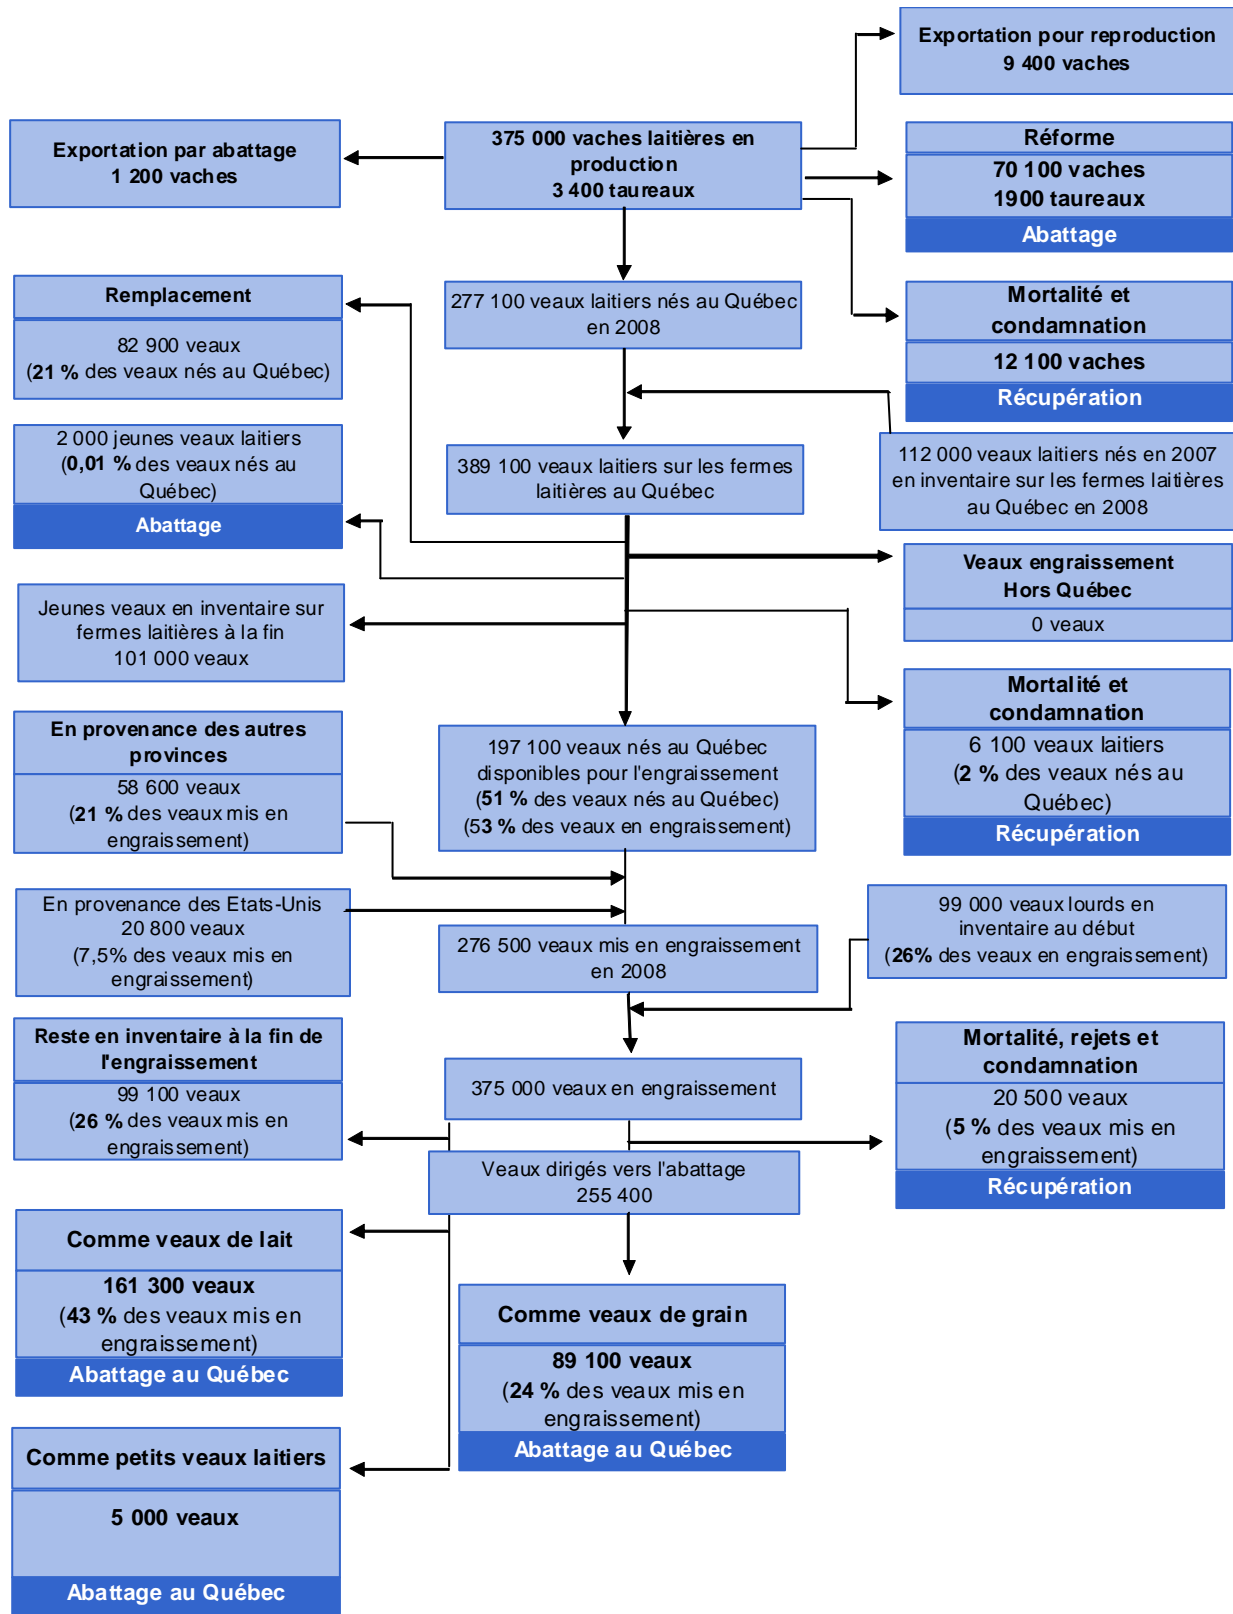 Exportation pour reproduction
9 400 vaches
Exportation par abattage
1 200 vaches
375 000 vaches laitières en
production
3 400 taureaux
Réforme
70 100 vaches
1900 taureaux
Abattage
Remplacement
82 900 veaux
(21 % des veaux nés au Québec)
277 100 veaux laitiers nés au Québec
en 2008
Mortalité et
condamnation
12 100 vaches
Récupération
2 000 jeunes veaux laitiers
(0,01 % des veaux nés au
Québec)
Abattage
389 100 veaux laitiers sur les fermes
laitières au Québec
112 000 veaux laitiers nés en 2007
en inventaire sur les fermes laitières
au Québec en 2008
Veaux engraissement
Hors Québec
0 veaux
Jeunes veaux en inventaire sur
fermes laitières à la fin
101 000 veaux
Mortalité et
condamnation
6 100 veaux laitiers
(2 % des veaux nés au
Québec)
Récupération
En provenance des autres
provinces
58 600 veaux
(21 % des veaux mis en
engraissement)
197 100 veaux nés au Québec
disponibles pour l'engraissement
(51 % des veaux nés au Québec)
(53 % des veaux en engraissement)
En provenance des Etats-Unis
20 800 veaux
(7,5% des veaux mis en
engraissement)
276 500 veaux mis en engraissement
en 2008
99 000 veaux lourds en
inventaire au début
(26% des veaux en engraissement)
Reste en inventaire à la fin de
l'engraissement
99 100 veaux
(26 % des veaux mis en
engraissement)
375 000 veaux en engraissement
Mortalité, rejets et
condamnation
20 500 veaux
(5 % des veaux mis en
engraissement)
Récupération
Veaux dirigés vers l'abattage
255 400
Comme veaux de lait
161 300 veaux
(43 % des veaux mis en
engraissement)
Abattage au Québec
Comme veaux de grain
89 100 veaux
(24 % des veaux mis en
engraissement)
Abattage au Québec
Comme petits veaux laitiers
5 000 veaux
Abattage au Québec